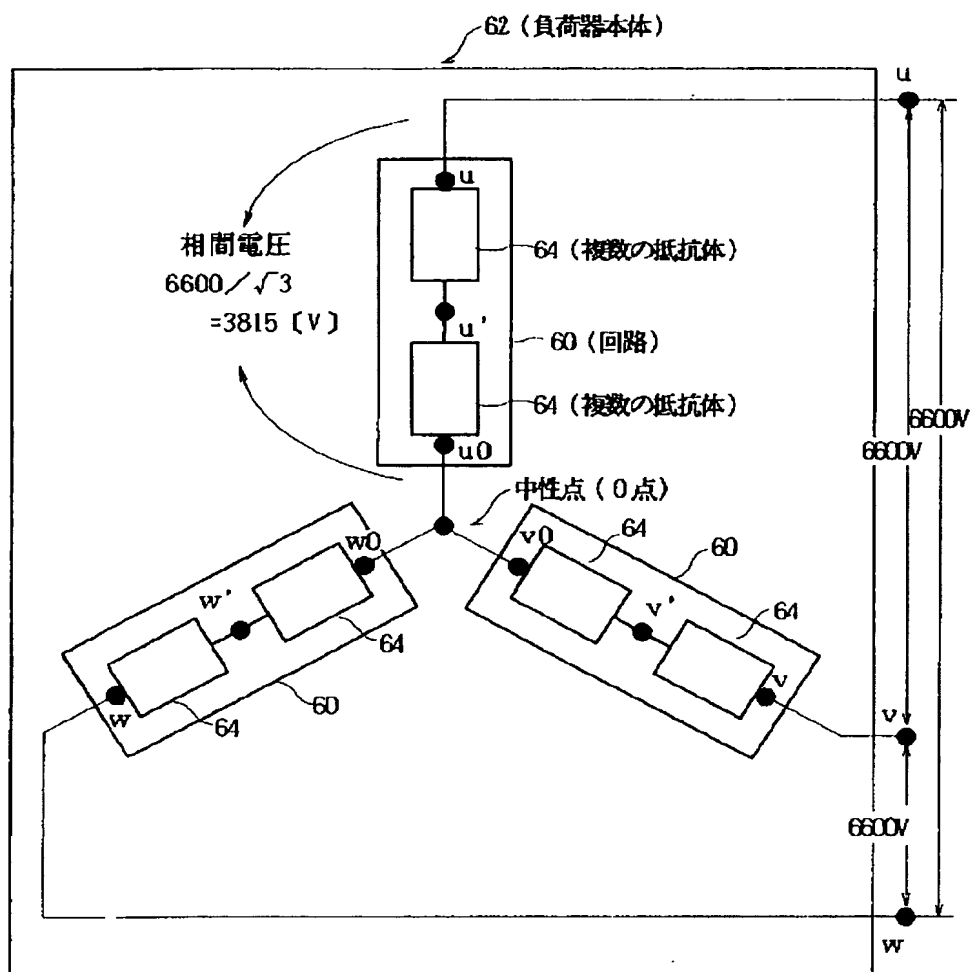 62（負荷器本体）
u
u
相間電圧
6600／√3
=3815〔V〕
64（複数の抵抗体）
u'
60（回路）
64（複数の抵抗体）
u0
6600V
6600V
中性点（0点）
w0
v0
64
60
w'
v'
64
64
w
64
60
v
v
6600V
w